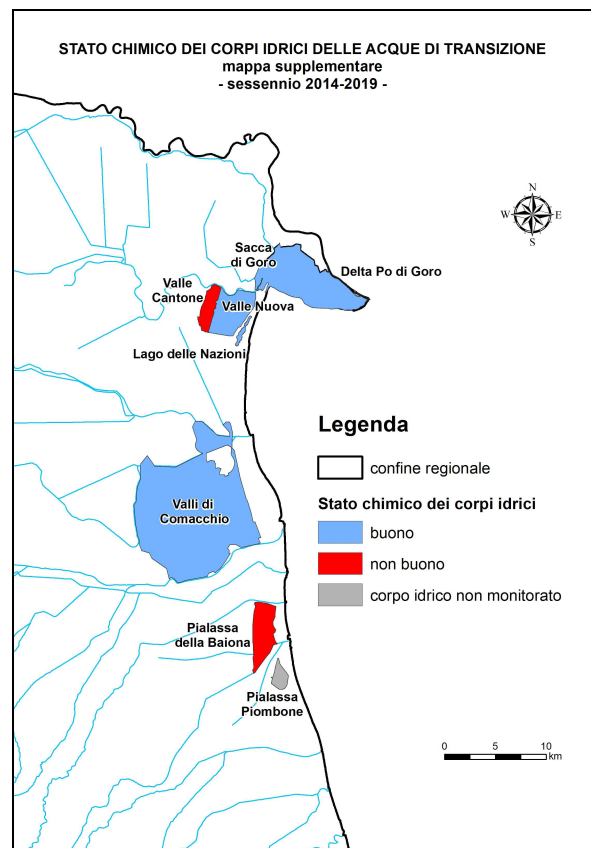 STATO CHIMICO DEI CORPI IDRICI DELLE ACQUE DI TRANSIZIONE
mappa supplementare
- sessennio 2014-2019 -
N
W
E
S
Sacca
di Goro
Delta Po di Goro
Valle
Cantone
Valle Nuova
Lago delle Nazioni
Legenda
confine regionale
Stato chimico dei corpi idrici
buono
non buono
corpo idrico non monitorato
Valli di
Comacchio
Pialassa
della Baiona
Pialassa
Piombone
0 5 10
km